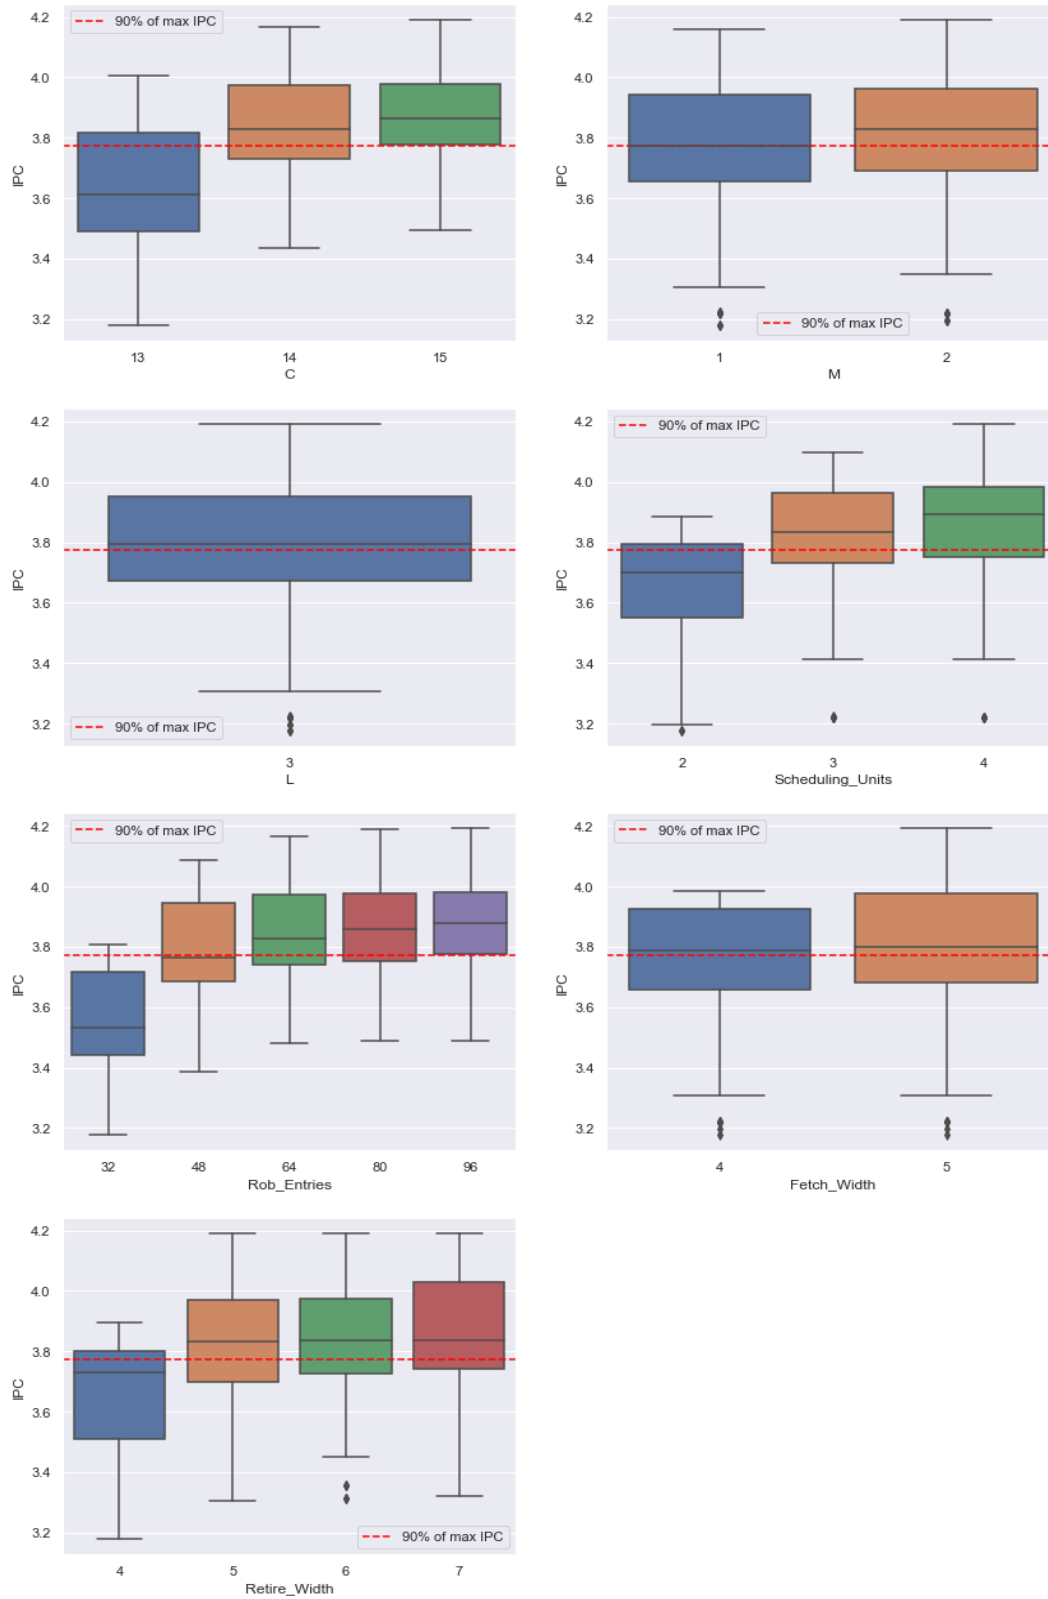 4.2
4.0
3.8
3.6
3.4
3.2
IPC
90% of max IPC
13 14 15
C
4.2
4.0
3.8
3.6
3.4
3.2
IPC
90% of max IPC
1 2
M
4.2
4.0
3.8
3.6
3.4
3.2
IPC
90% of max IPC
3
L
4.2
4.0
3.8
3.6
3.4
3.2
IPC
90% of max IPC
2 3 4
Scheduling_Units
4.2
4.0
3.8
3.6
3.4
3.2
IPC
90% of max IPC
32 48 64 80 96
Rob_Entries
4.2
4.0
3.8
3.6
3.4
3.2
IPC
90% of max IPC
4 5
Fetch_Width
4.2
4.0
3.8
3.6
3.4
3.2
IPC
90% of max IPC
4 5 6 7
Retire_Width